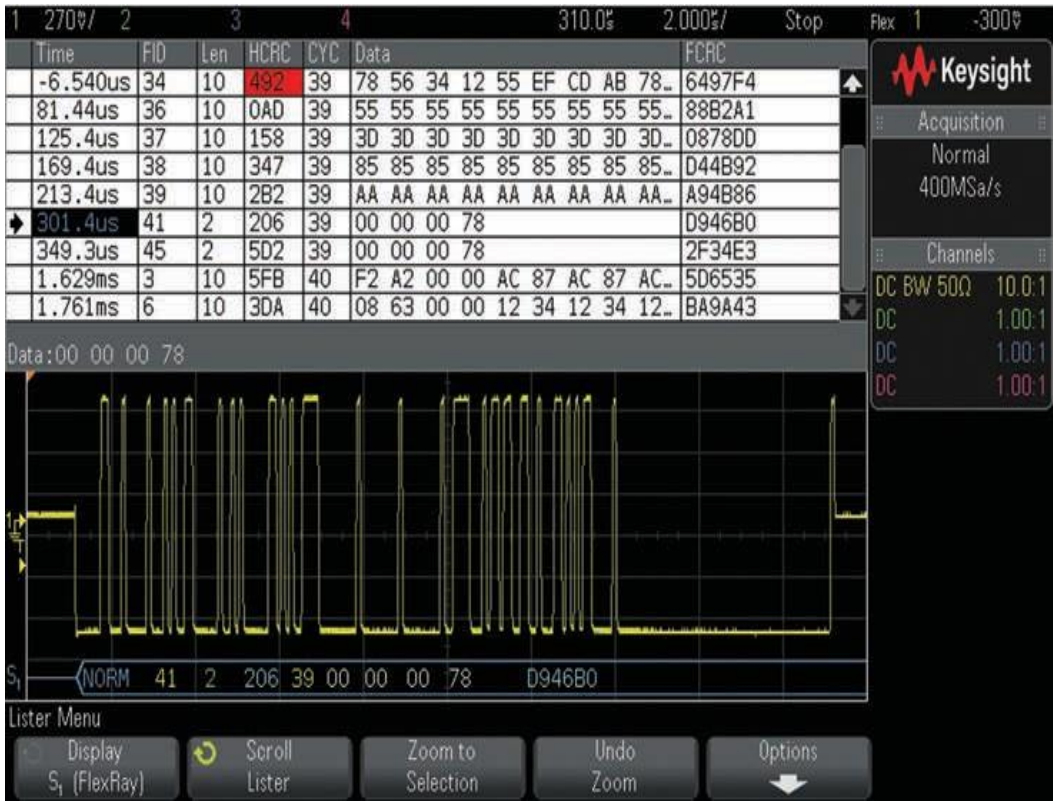 1 270V/ 2 3 4 310.0s 2.000s/ Stop Flex 1 -300V
Time FID Len HCRC CYC Data FCRC
-6.540us 34 10 492 39 78 56 34 12 55 EF CD AB 78… 6497F4
81.44us 36 10 0AD 39 55 55 55 55 55 55 55 55 55… 88B2A1
125.4us 37 10 158 39 3D 3D 3D 3D 3D 3D 3D 3D 3D… 0878DD
169.4us 38 10 347 39 85 85 85 85 85 85 85 85 85… D44B92
213.4us 39 10 2B2 39 AA AA AA AA AA AA AA AA AA… A94B86
301.4us 41 2 206 39 00 00 00 78 D946B0
349.3us 45 2 5D2 39 00 00 00 78 2F34E3
1.629ms 3 10 5FB 40 F2 A2 00 00 AC 87 AC 87 AC… 5D6535
1.761ms 6 10 3DA 40 08 63 00 00 12 34 12 34 12… BA9A43
Data:00 00 00 78
Keysight
Acquisition
Normal
400MSa/s
Channels
DC BW 50Ω 10.0:1
DC 1.00:1
DC 1.00:1
DC 1.00:1
1
S1 NORM 41 2 206 39 00 00 00 78 D946B0
Lister Menu
Display
S1 (FlexRay)
Scroll
Lister
Zoom to
Selection
Undo
Zoom
Options